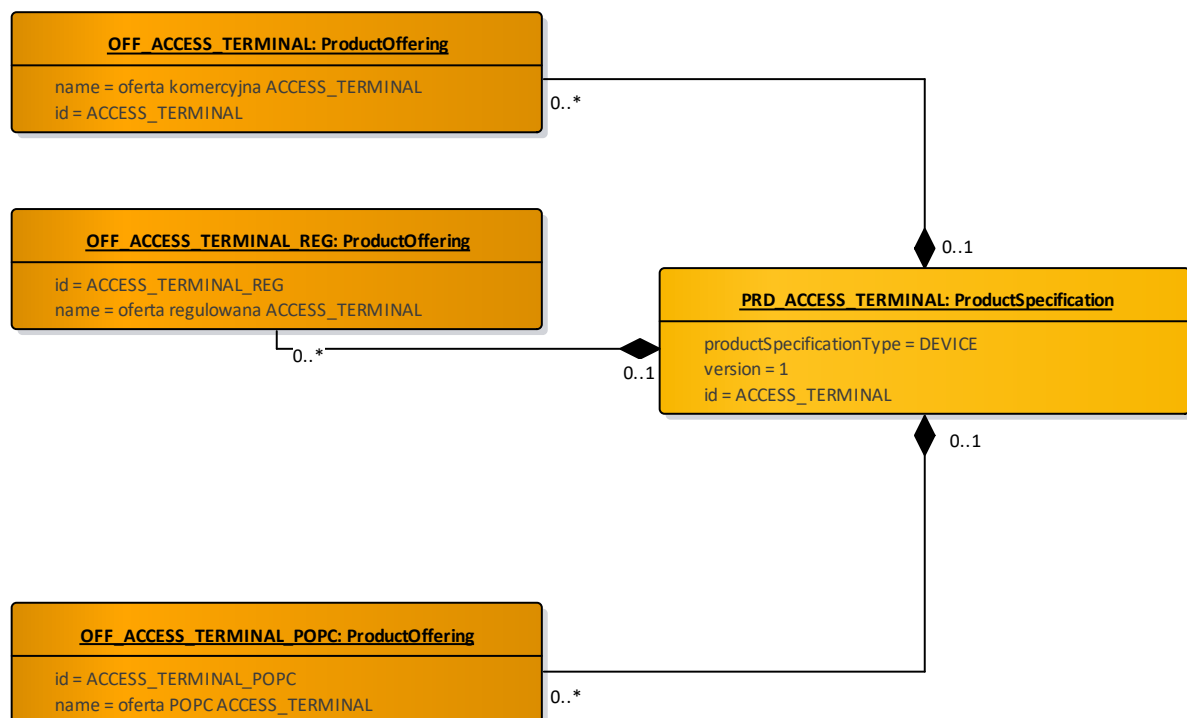 OFF_ACCESS_TERMINAL: ProductOffering
name = oferta komercyjna ACCESS_TERMINAL
id = ACCESS_TERMINAL
0..*
0..1
OFF_ACCESS_TERMINAL_REG: ProductOffering
id = ACCESS_TERMINAL_REG
name = oferta regulowana ACCESS_TERMINAL
0..*
0..1
PRD_ACCESS_TERMINAL: ProductSpecification
productSpecificationType = DEVICE
version = 1
id = ACCESS_TERMINAL
0..1
OFF_ACCESS_TERMINAL_POPC: ProductOffering
id = ACCESS_TERMINAL_POPC
name = oferta POPC ACCESS_TERMINAL
0..*